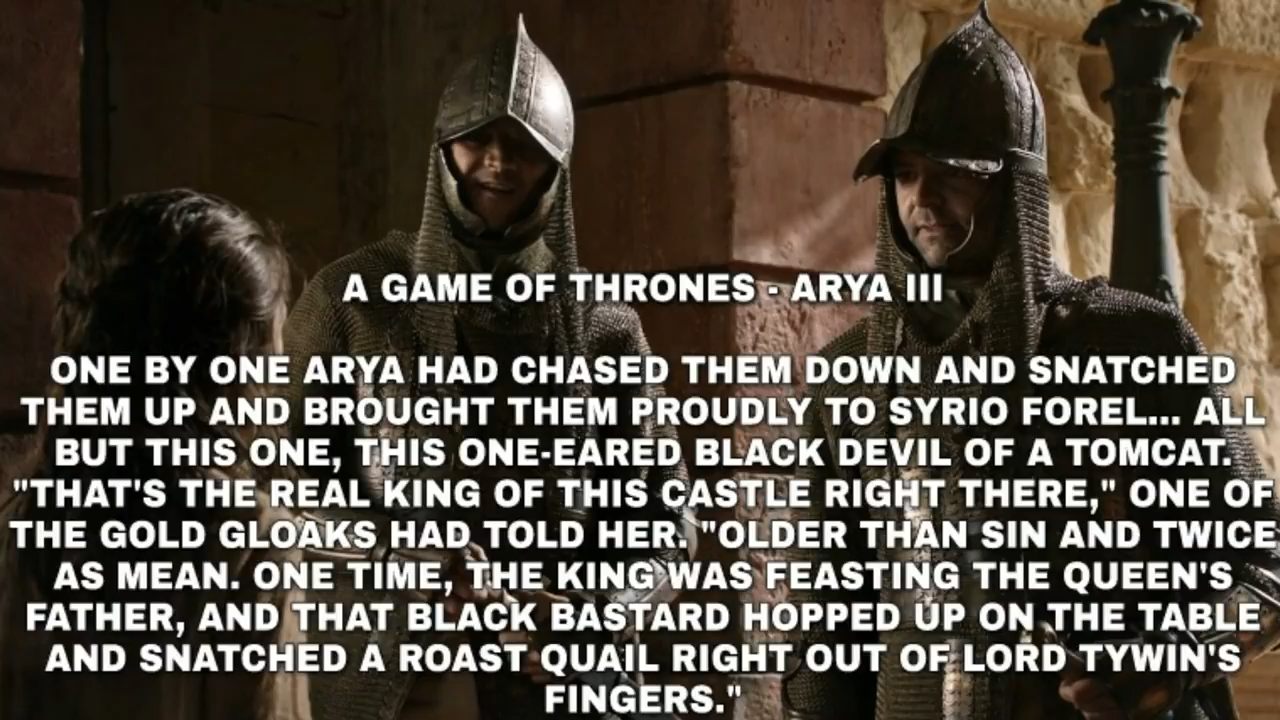 A GAME OF THRONES - ARYA III
ONE BY ONE ARYA HAD CHASED THEM DOWN AND SNATCHED
THEM UP AND BROUGHT THEM PROUDLY TO SYRIO FOREL... ALL
BUT THIS ONE, THIS ONE-EARED BLACK DEVIL OF A TOMCAT.
"THAT'S THE REAL KING OF THIS CASTLE RIGHT THERE," ONE OF
THE GOLD GLOAKS HAD TOLD HER. "OLDER THAN SIN AND TWICE
AS MEAN. ONE TIME, THE KING WAS FEASTING THE QUEEN'S
FATHER, AND THAT BLACK BASTARD HOPPED UP ON THE TABLE
AND SNATCHED A ROAST QUAIL RIGHT OUT OF LORD TYWIN'S
FINGERS."